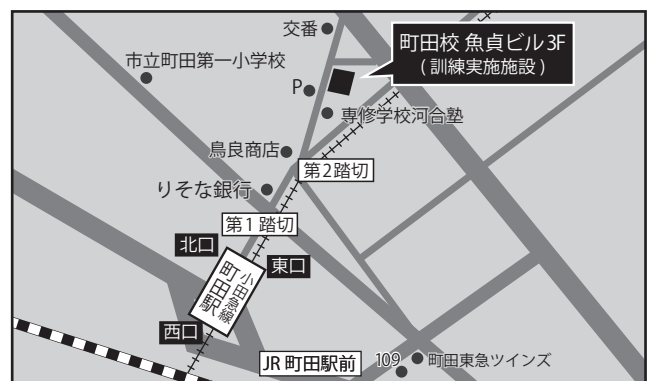 交番
町田校 魚貞ビル3F
(訓練実施施設)
市立町田第一小学校
P
専修学校河合塾
鳥良商店
第2踏切
りそな銀行
第1踏切
北口
東口
小田急線
町田駅
西口
JR町田駅前
109
町田東急ツインズ